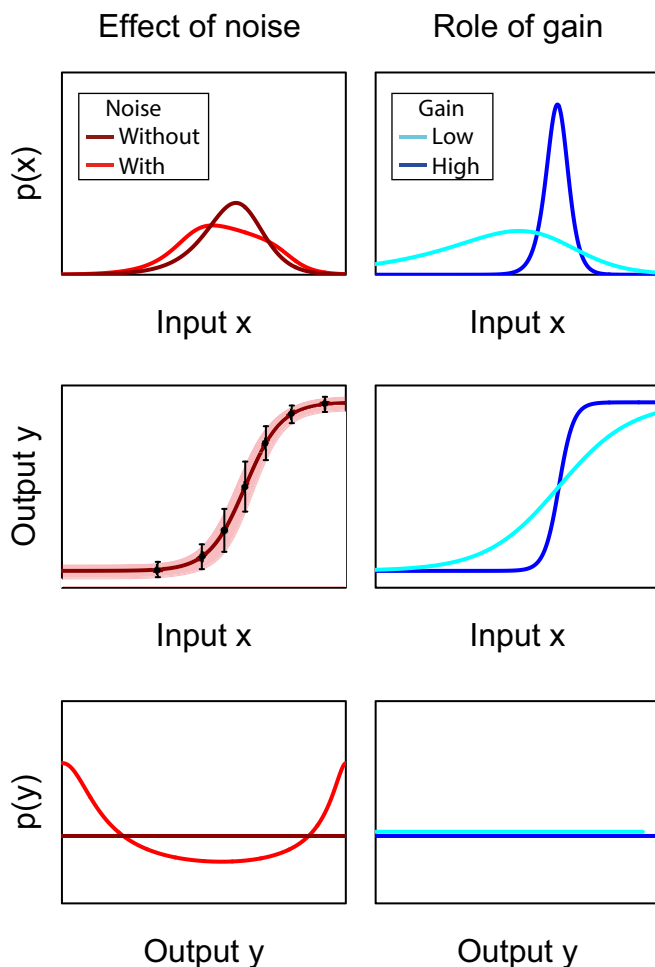 Effect of noise
Role of gain
p(x)
Noise
Without
With
Gain
Low
High
Input x
Input x
Output y
Input x
Input x
p(y)
Output y
Output y